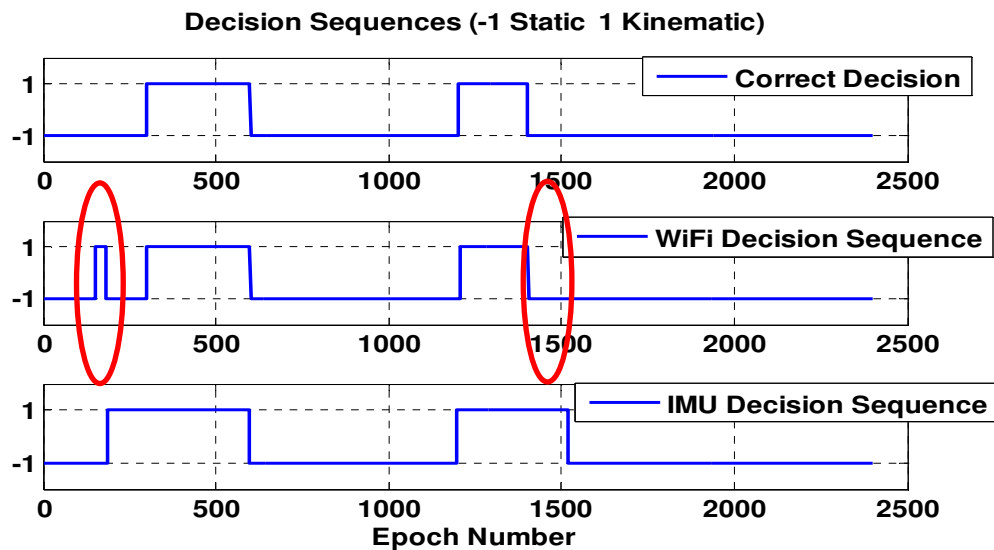 Decision Sequences (-1 Static 1 Kinematic)
1
-1
Correct Decision
0 500 1000 1500 2000 2500
1
-1
WiFi Decision Sequence
0 500 1000 1500 2000 2500
1
-1
IMU Decision Sequence
0 500 1000 1500 2000 2500
Epoch Number